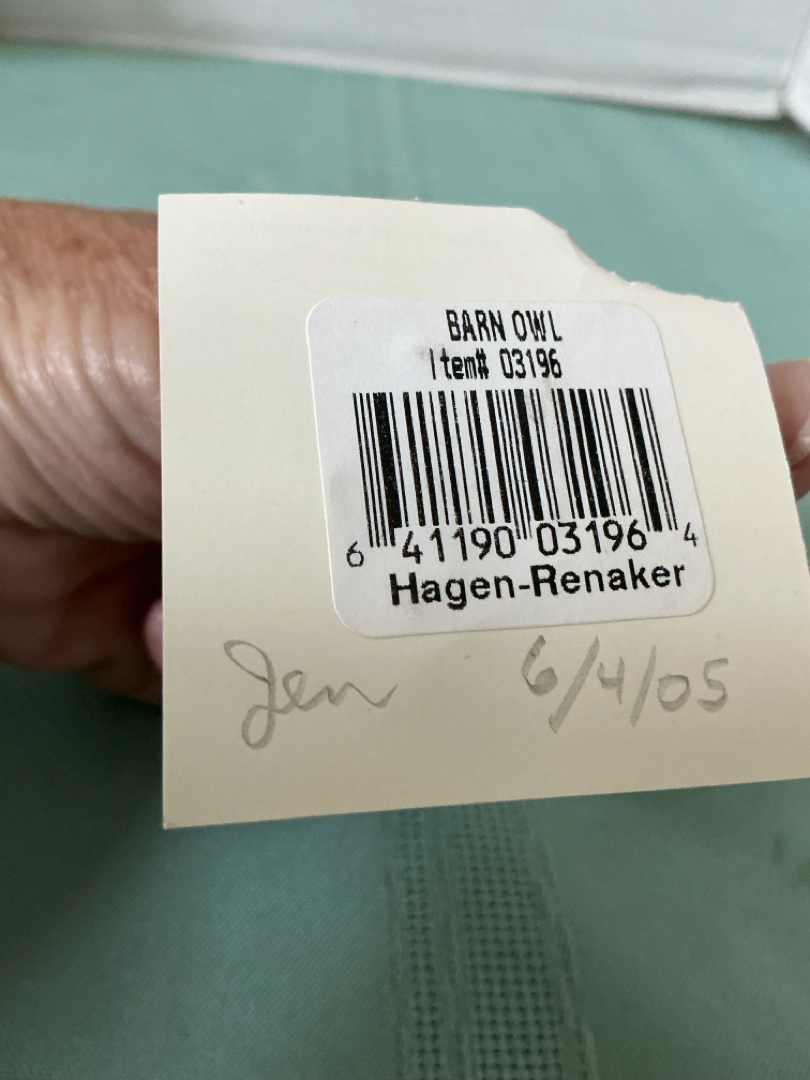 BARN OWL
Item# 03196
6 41190 03196 4
Hagen-Renaker
Jen 6/4/05